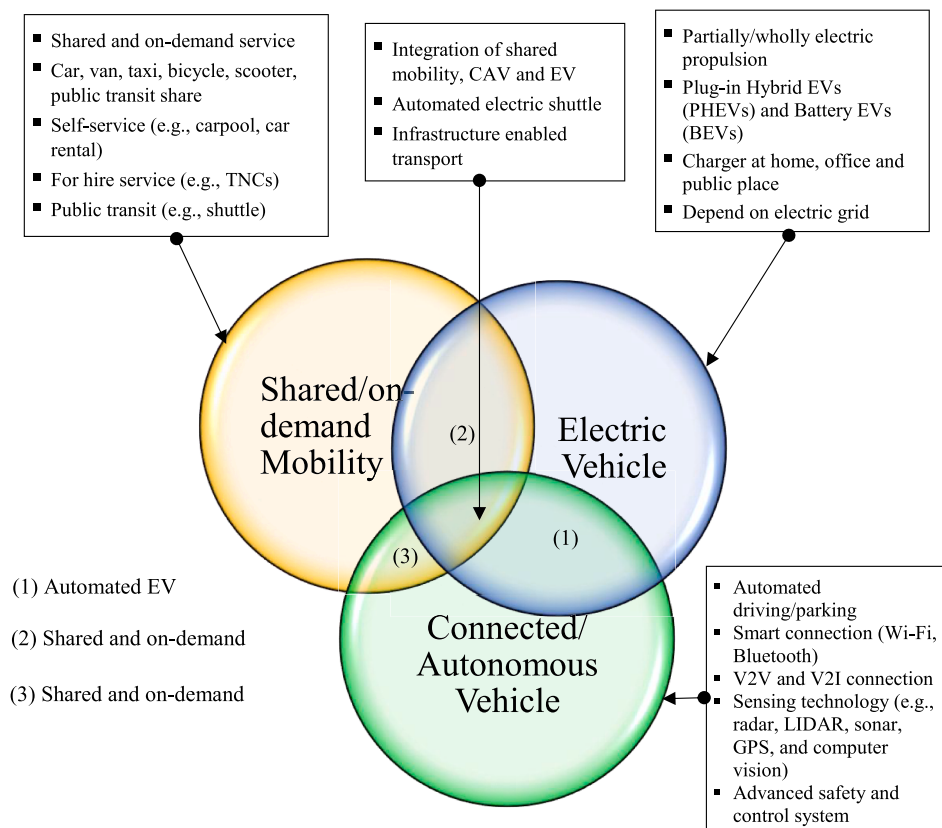 ▪ Shared and on-demand service
▪ Car, van, taxi, bicycle, scooter,
public transit share
▪ Self-service (e.g., carpool, car
rental)
▪ For hire service (e.g., TNCs)
▪ Public transit (e.g., shuttle)
▪ Integration of shared
mobility, CAV and EV
▪ Automated electric shuttle
▪ Infrastructure enabled
transport
▪ Partially/wholly electric
propulsion
▪ Plug-in Hybrid EVs
(PHEVs) and Battery EVs
(BEVs)
▪ Charger at home, office and
public place
▪ Depend on electric grid
Shared/on-
demand
Mobility
(2)
Electric
Vehicle
(1)
(3)
Connected/
Autonomous
Vehicle
(1) Automated EV
(2) Shared and on-demand
(3) Shared and on-demand
▪ Automated
driving/parking
▪ Smart connection (Wi-Fi,
Bluetooth)
▪ V2V and V2I connection
▪ Sensing technology (e.g.,
radar, LIDAR, sonar,
GPS, and computer
vision)
▪ Advanced safety and
control system